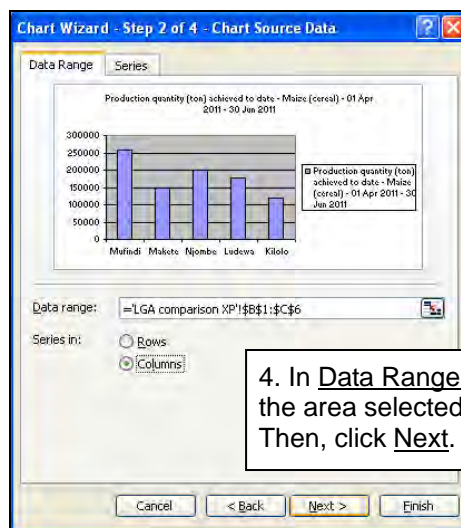 Chart Wizard - Step 2 of 4 - Chart Source Data
Data Range
Series
Production quantity (ton) achieved to date - Maize (cereal) - 01 Apr
2011 - 30 Jun 2011
300000
250000
200000
150000
100000
50000
0
Mufindi Makete Njombe Ludewa Kilolo
Production quantity (ton)
achieved to date - Maize
(cereal) - 01 Apr 2011 - 30
Jun 2011
Data range:
='LGA comparison XP'!$B$1:$C$6
Series in:
Rows
Columns
4. In Data Range
the area selected
Then, click Next.
Cancel
< Back
Next >
Finish